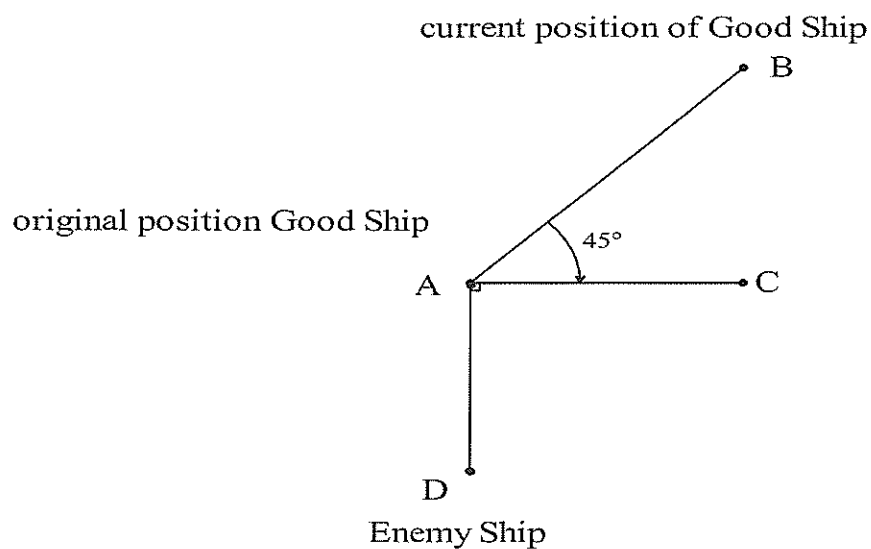 current position of Good Ship
B
original position Good Ship
45°
A
C
D
Enemy Ship